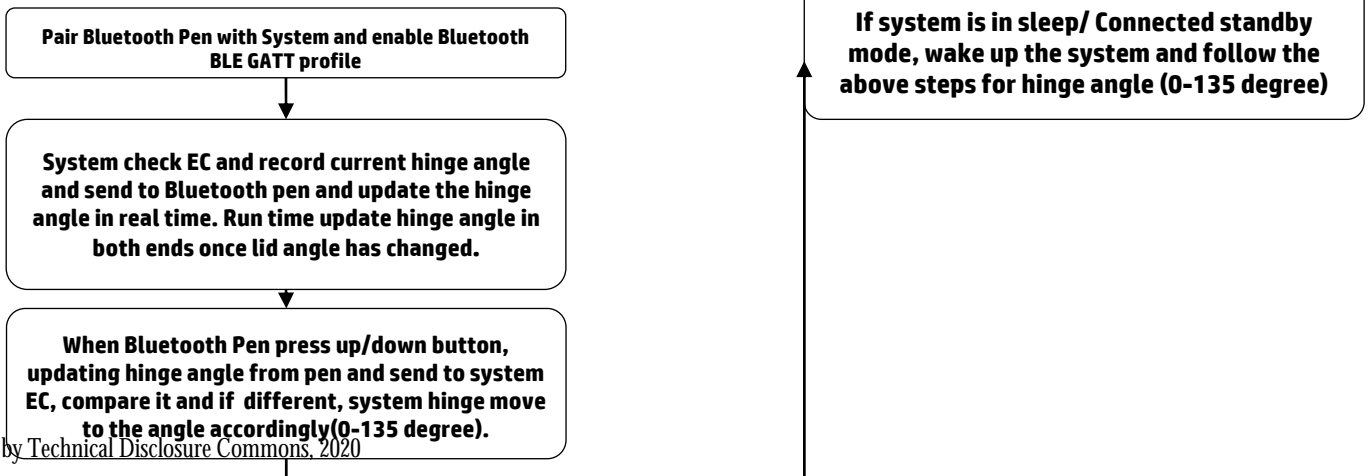 Pair Bluetooth Pen with System and enable Bluetooth
BLE GATT profile
System check EC and record current hinge angle
and send to Bluetooth pen and update the hinge
angle in real time. Run time update hinge angle in
both ends once lid angle has changed.
When Bluetooth Pen press up/down button,
updating hinge angle from pen and send to system
EC, compare it and if different, system hinge move
to the angle accordingly(0-135 degree).
by Technical Disclosure Commons, 2020
If system is in sleep/ Connected standby
mode, wake up the system and follow the
above steps for hinge angle (0-135 degree)